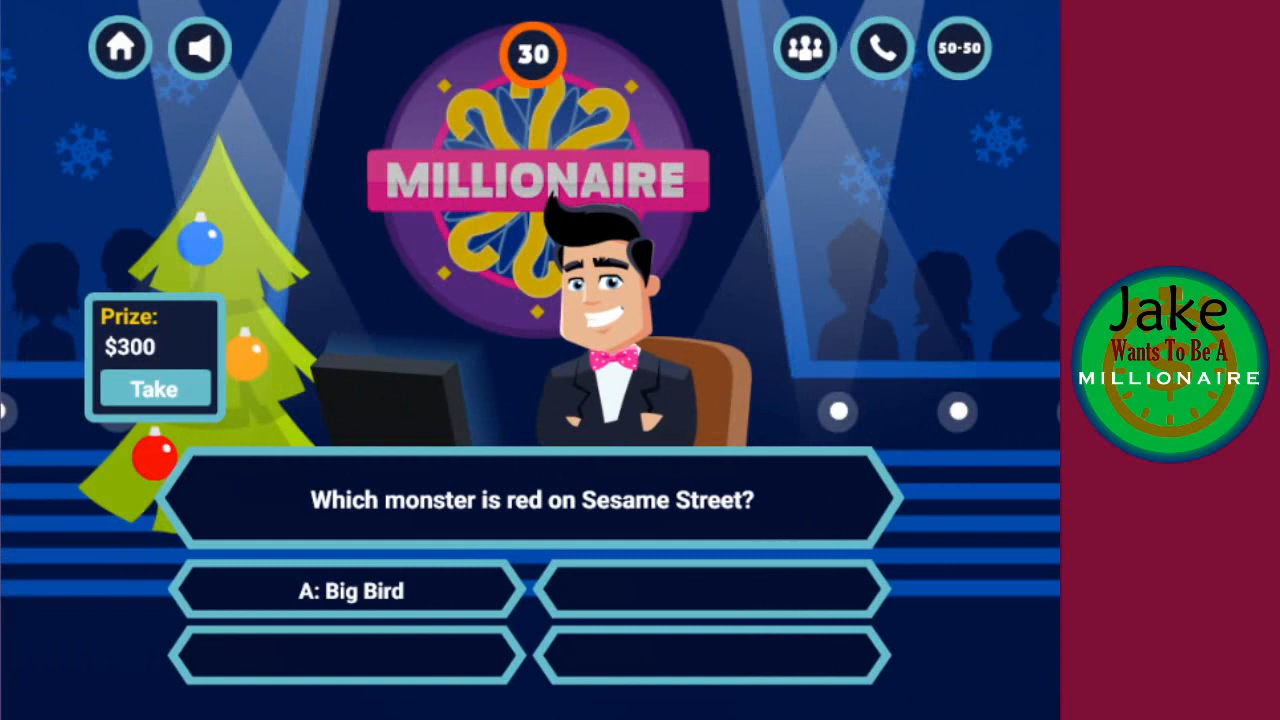 30
50-50
MILLIONAIRE
Prize:
$300
Take
Which monster is red on Sesame Street?
A: Big Bird
Jake
Wants To Be A
MILLIONAIRE